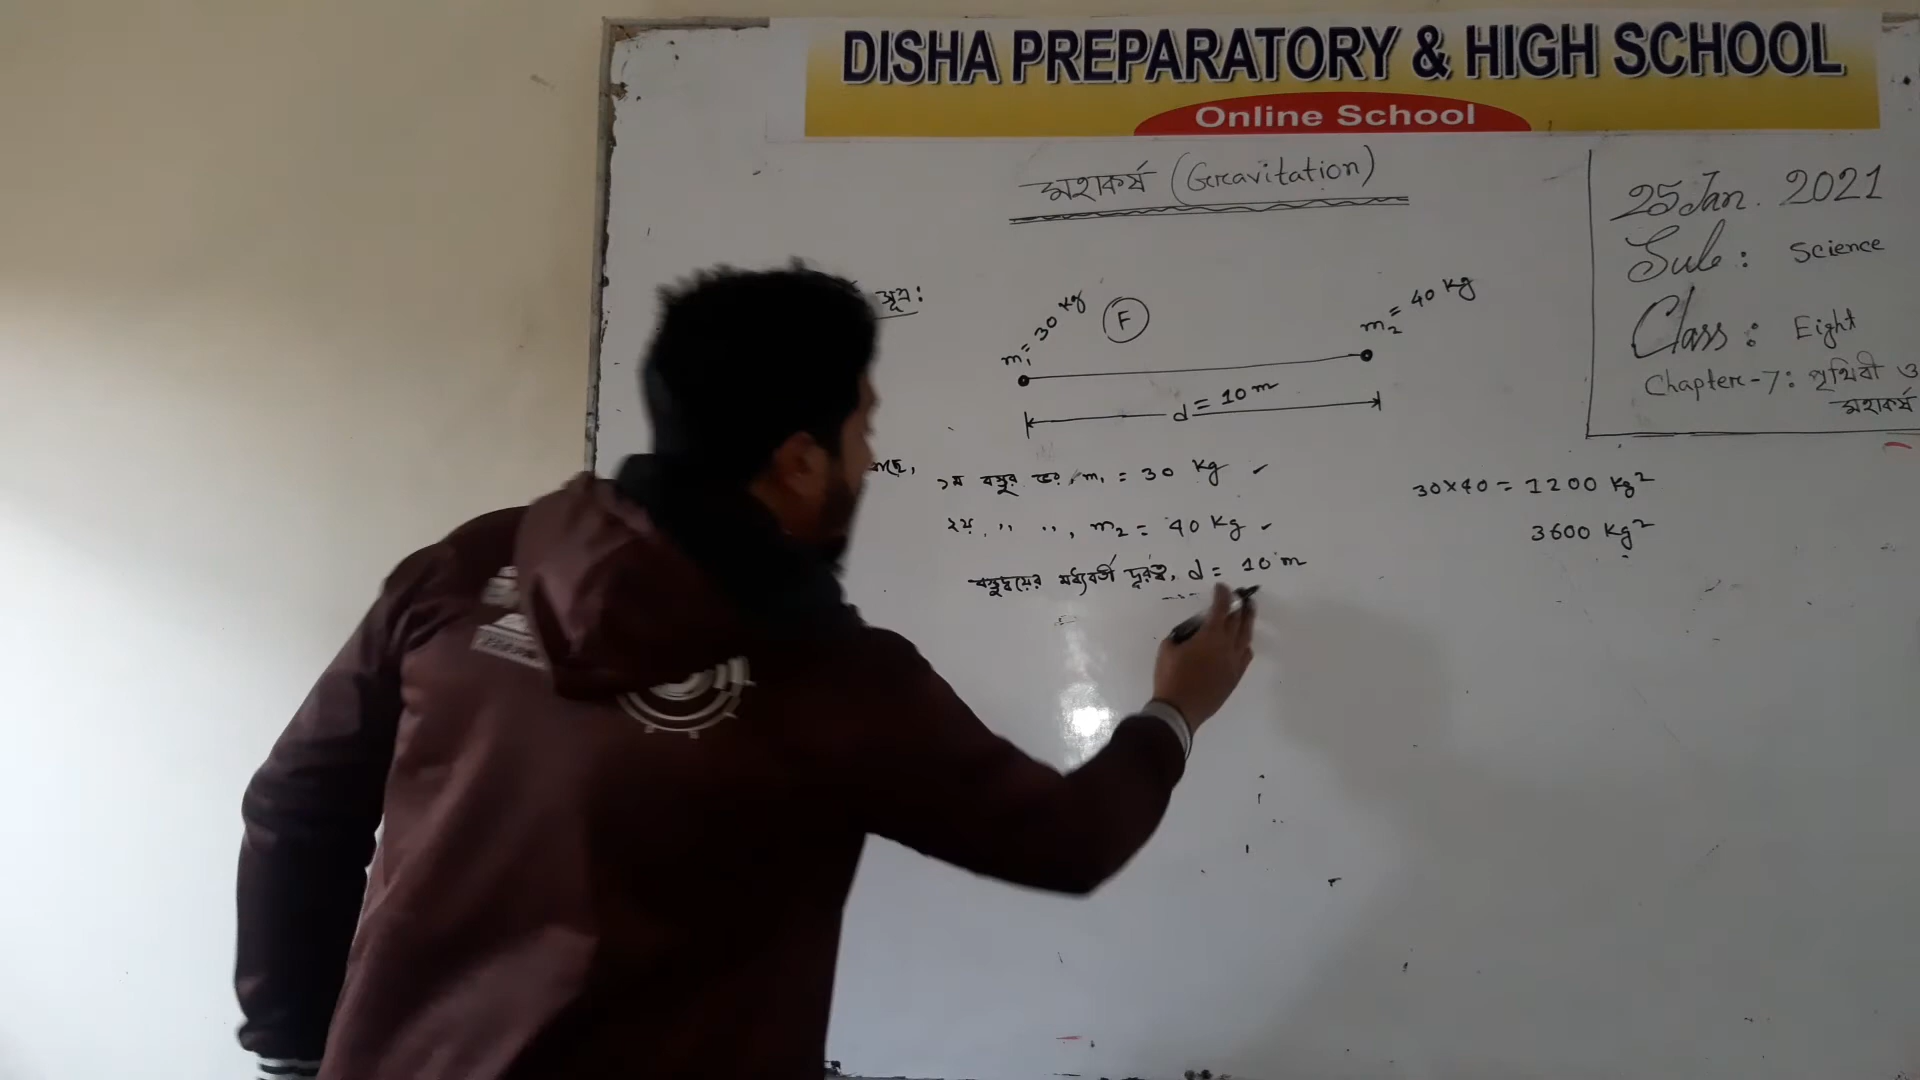 DISHA PREPARATORY & HIGH SCHOOL
Online School
মহাকর্ষ (Gravitation)
25 Jan. 2021
Sub : Science
Class : Eight
Chapter-7: পৃথিবী ও
মহাকর্ষ
সূত্র:
m₁ = 30 kg
F
m₂ = 40 kg
d = 10 m
১ম বস্তুর ভর, m₁ = 30 kg
২য় ,, ,, , m₂ = 40 kg
বস্তুদ্বয়ের মধ্যবর্তী দূরত্ব, d = 10 m
30×40 = 1200 kg²
3600 kg²